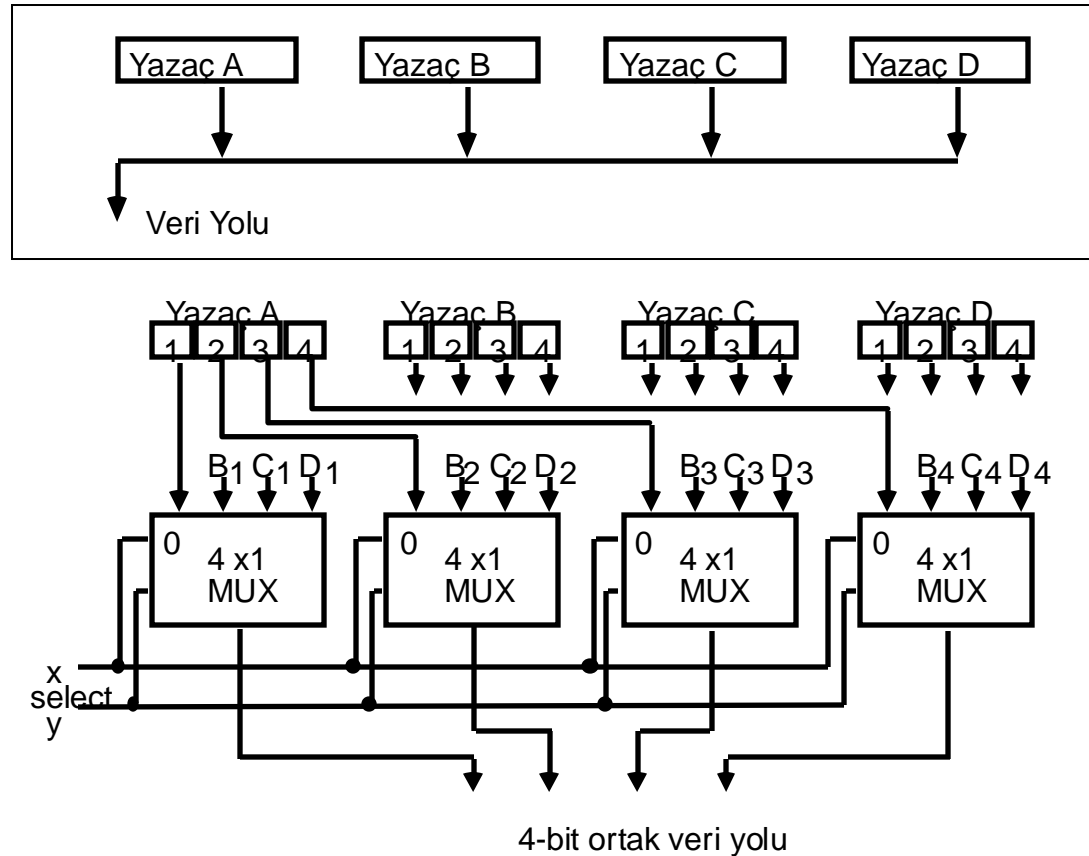 Yazaç A Yazaç B Yazaç C Yazaç D
Veri Yolu
Yazaç A Yazaç B Yazaç C Yazaç D
1 2 3 4 1 2 3 4 1 2 3 4 1 2 3 4
B1 C1 D1 B2 C2 D2 B3 C3 D3 B4 C4 D4
0 0 0 0
4 x1 4 x1 4 x1 4 x1
MUX MUX MUX MUX
x
select
y
4-bit ortak veri yolu